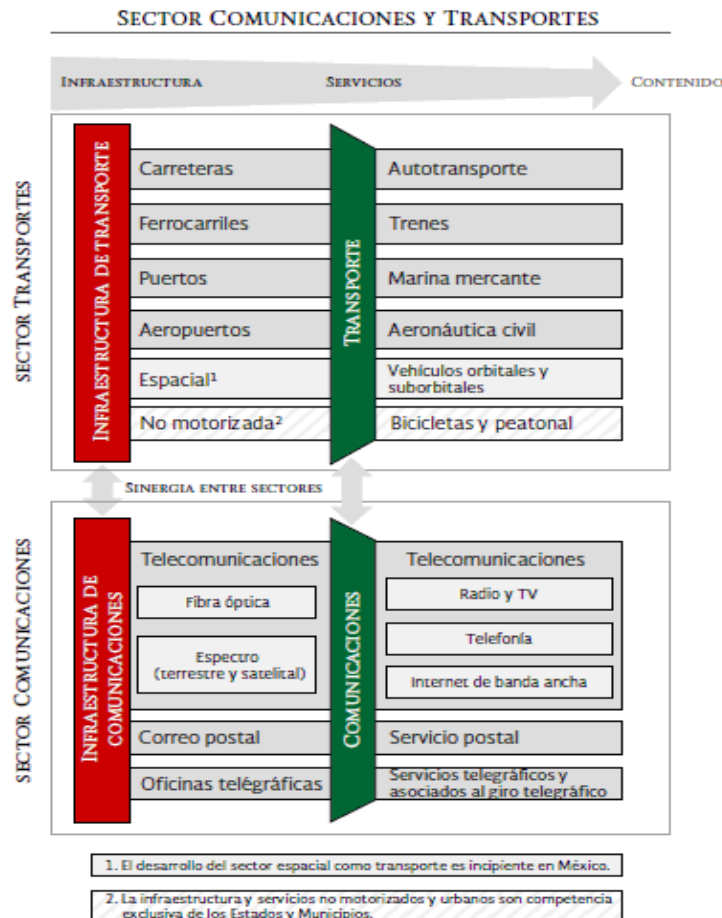 SECTOR COMUNICACIONES Y TRANSPORTES
INFRAESTRUCTURA
SERVICIOS
CONTENIDO
SECTOR TRANSPORTES
INFRAESTRUCTURA DE TRANSPORTE
Carreteras
Ferrocarriles
Puertos
Aeropuertos
Espacial¹
No motorizada²
TRANSPORTE
Autotransporte
Trenes
Marina mercante
Aeronáutica civil
Vehículos orbitales y
suborbitales
Bicicletas y peatonal
SINERGIA ENTRE SECTORES
SECTOR COMUNICACIONES
INFRAESTRUCTURA DE
COMUNICACIONES
Telecomunicaciones
Fibra óptica
Espectro
(terrestre y satelital)
Correo postal
Oficinas telégráficas
COMUNICACIONES
Telecomunicaciones
Radio y TV
Telefonía
Internet de banda ancha
Servicio postal
Servicios telegráficos y
asociados al giro telegráfico
1. El desarrollo del sector espacial como transporte es incipiente en México.
2. La infraestructura y servicios no motorizados y urbanos son competencia
exclusiva de los Estados y Municipios.